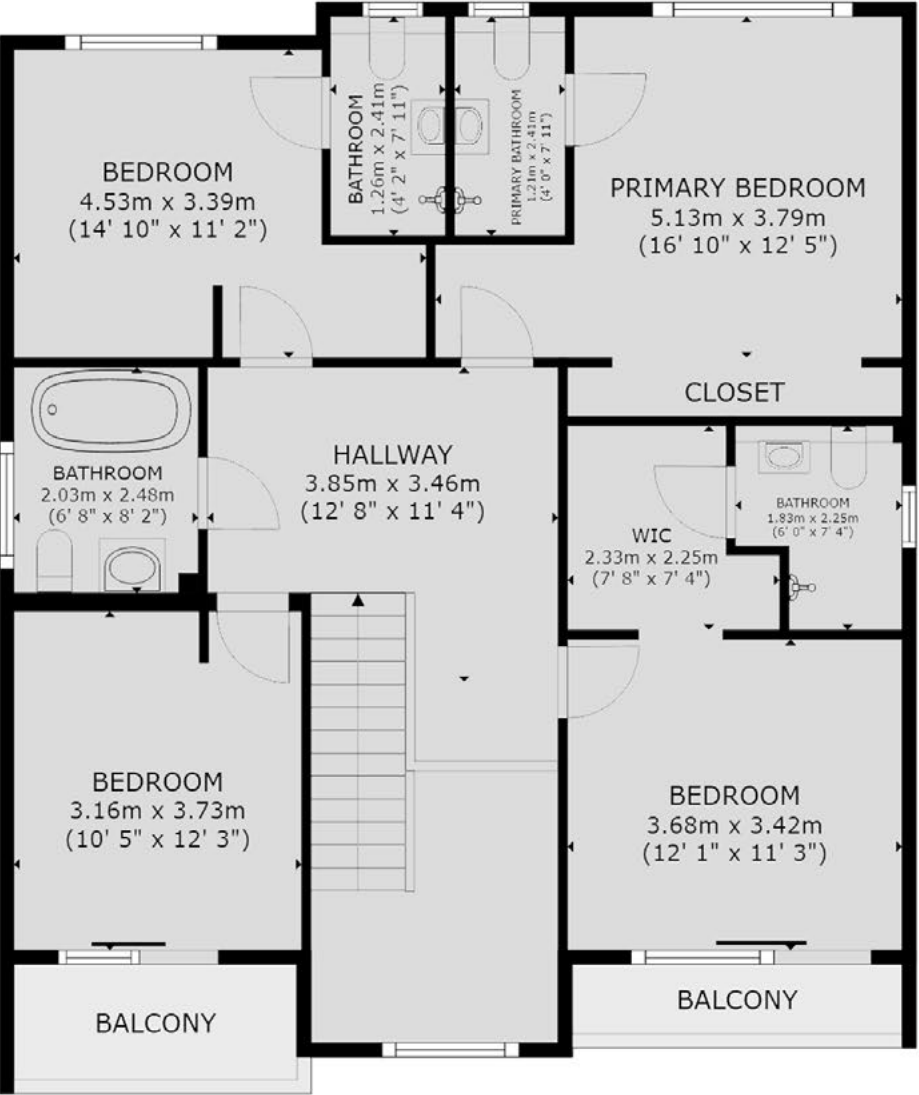 BEDROOM
4.53m x 3.39m
(14' 10" x 11' 2")
BATHROOM
1.26m x 2.41m
(4' 2" x 7' 11")
PRIMARY BATHROOM
1.21m x 2.41m
(4' 0" x 7' 11")
PRIMARY BEDROOM
5.13m x 3.79m
(16' 10" x 12' 5")
CLOSET
BATHROOM
2.03m x 2.48m
(6' 8" x 8' 2")
HALLWAY
3.85m x 3.46m
(12' 8" x 11' 4")
WIC
2.33m x 2.25m
(7' 8" x 7' 4")
BATHROOM
1.83m x 2.25m
(6' 0" x 7' 4")
BEDROOM
3.16m x 3.73m
(10' 5" x 12' 3")
BEDROOM
3.68m x 3.42m
(12' 1" x 11' 3")
BALCONY
BALCONY